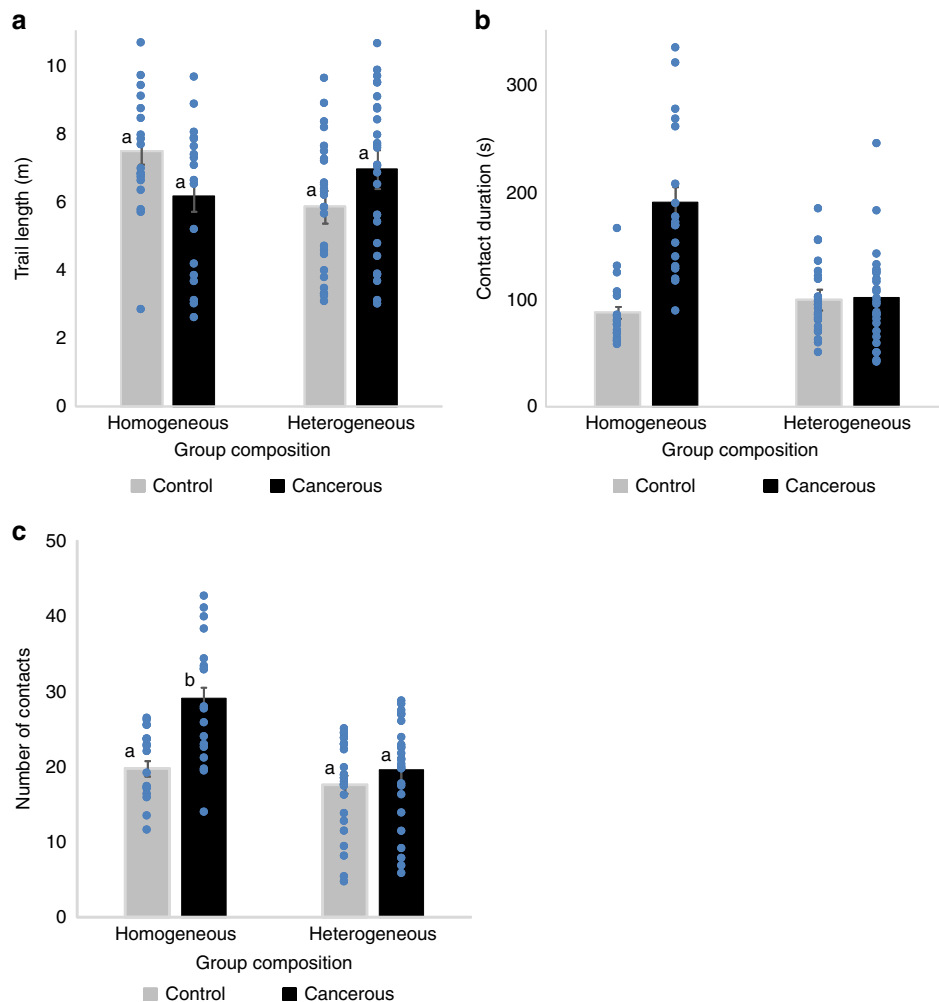 a
Trail length (m)
10
8
6
4
2
0
a
a
a
a
Homogeneous Heterogeneous
Group composition
Control Cancerous
b
Contact duration (s)
300
200
100
0
Homogeneous Heterogeneous
Group composition
Control Cancerous
c
Number of contacts
50
40
30
20
10
0
a
b
a
a
Homogeneous Heterogeneous
Group composition
Control Cancerous